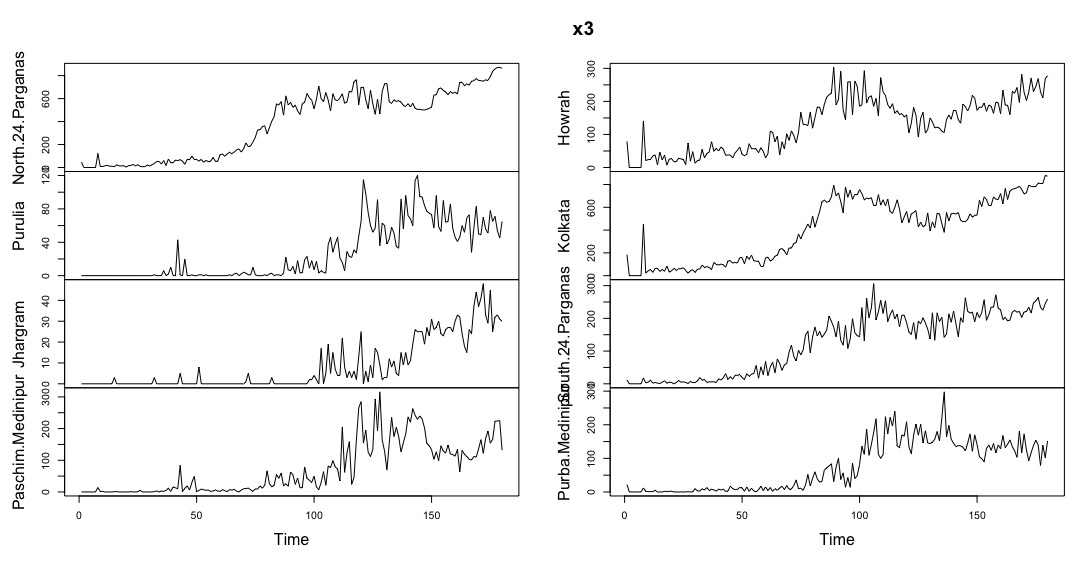 x3
North.24.Parganas
0 200 600
Purulia
0 40 80 120
Jhargram
0 10 20 30 40
Paschim.Medinipur
0 100 200 300
0 50 100 150
Time
Howrah
0 100 200 300
Kolkata
0 200 600
South.24.Parganas
0 100 200 300
Purba.Medinipur
0 100 200 300
0 50 100 150
Time